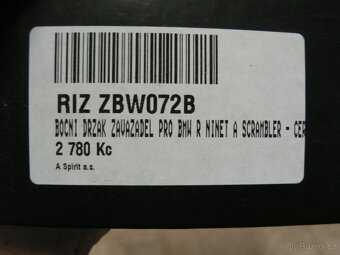 RIZ ZBW072B
BOCNI DRZAK ZAVAZADEL PRO BMW R NINET A SCRAMBLER - CER
2 780 Kc
A Spirit a.s.